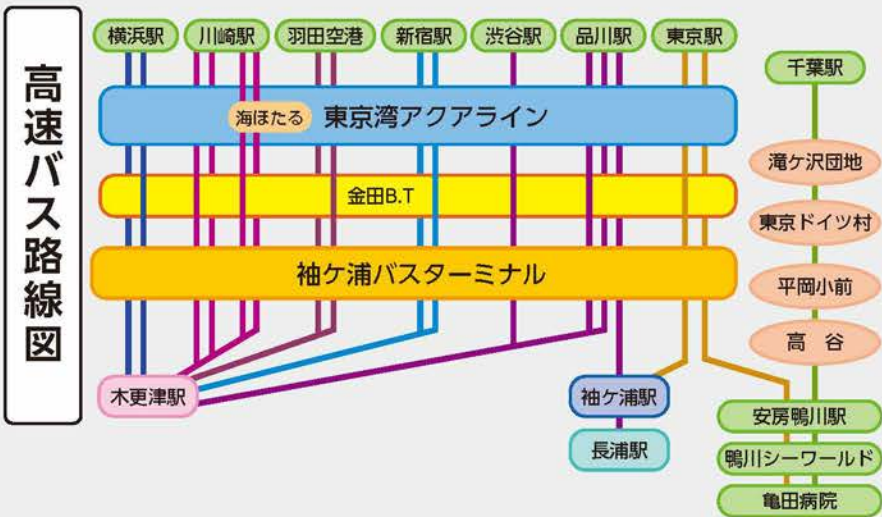 高速バス路線図
横浜駅
川崎駅
羽田空港
新宿駅
渋谷駅
品川駅
東京駅
千葉駅
海ほたる
東京湾アクアライン
滝ケ沢団地
金田B.T
東京ドイツ村
袖ケ浦バスターミナル
平岡小前
高谷
木更津駅
袖ケ浦駅
安房鴨川駅
長浦駅
鴨川シーワールド
亀田病院